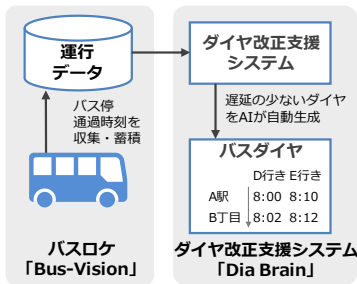 運行
データ
バス停
通過時刻を
収集・蓄積
バスロケ
「Bus-Vision」
ダイヤ改正支援
システム
遅延の少ないダイヤ
をAIが自動生成
バスダイヤ
D行き E行き
A駅 8:00 8:10
B丁目 8:02 8:12
ダイヤ改正支援システム
「Dia Brain」